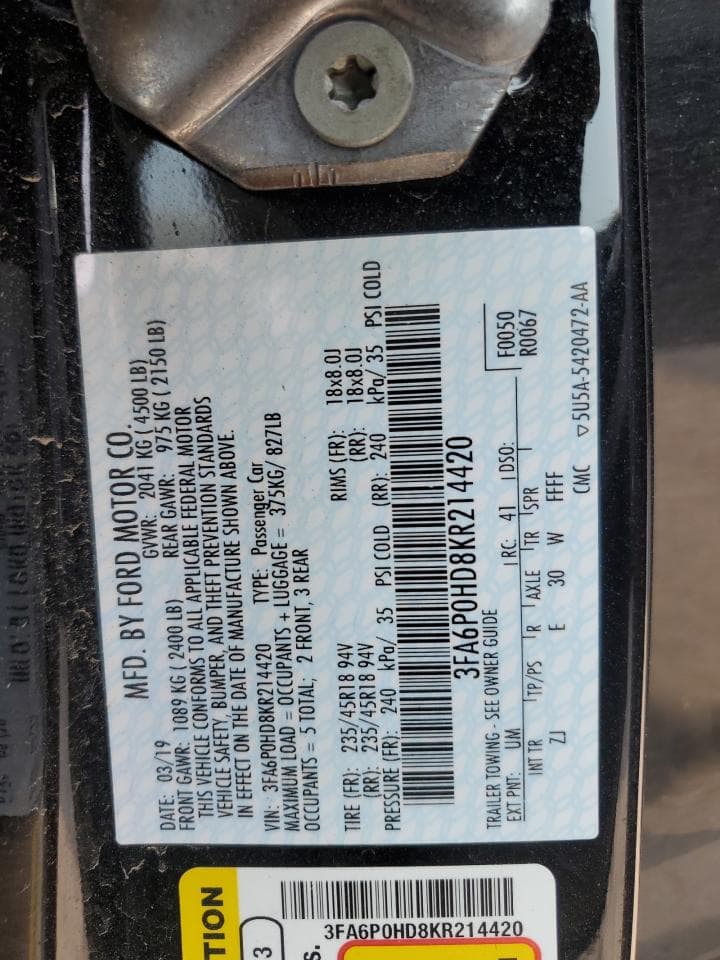 MFD. BY FORD MOTOR CO.
DATE: 03/19 GVWR: 2041 KG ( 4500 LB)
FRONT GAWR: 1089 KG ( 2400 LB) REAR GAWR: 975 KG ( 2150 LB)
THIS VEHICLE CONFORMS TO ALL APPLICABLE FEDERAL MOTOR
VEHICLE SAFETY, BUMPER, AND THEFT PREVENTION STANDARDS
IN EFFECT ON THE DATE OF MANUFACTURE SHOWN ABOVE.
VIN: 3FA6P0HD8KR214420 TYPE: Passenger Car
MAXIMUM LOAD = OCCUPANTS + LUGGAGE = 375KG/ 827LB
OCCUPANTS = 5 TOTAL; 2 FRONT, 3 REAR
TIRE (FR): 235/45R18 94V RIMS (FR): 18x8.0J
(RR): 235/45R18 94V (RR): 18x8.0J
PRESSURE (FR): 240 kPa/ 35 PSI COLD (RR): 240 kPa/ 35 PSI COLD
3FA6P0HD8KR214420
TRAILER TOWING - SEE OWNER GUIDE F0050
EXT PNT: UM RC: 41 DSO: R0067
INT TR TP/PS R AXLE TR SPR
ZJ E 30 W FFFF
CMC ▽5U5A-5420472-AA
TION
3
S.
3FA6P0HD8KR214420